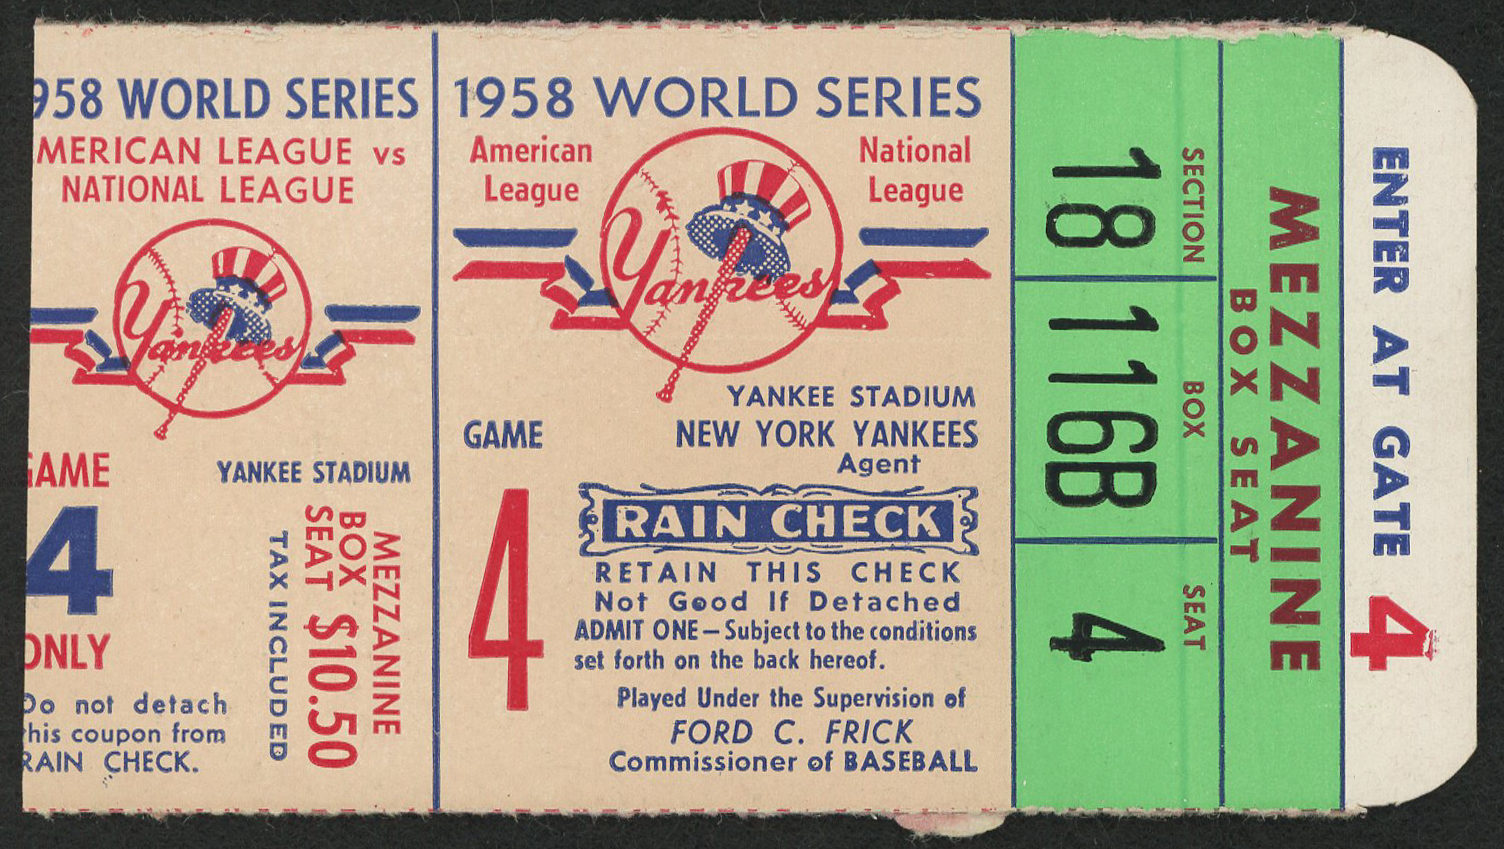 958 WORLD SERIES
MERICAN LEAGUE vs
NATIONAL LEAGUE
Yankees
GAME
YANKEE STADIUM
4
ONLY
Do not detach
this coupon from
RAIN CHECK.
MEZZANINE
BOX
SEAT $10.50
TAX INCLUDED
1958 WORLD SERIES
American
League
National
League
Yankees
YANKEE STADIUM
GAME
NEW YORK YANKEES
Agent
4
RAIN CHECK
RETAIN THIS CHECK
Not Good If Detached
ADMIT ONE—Subject to the conditions
set forth on the back hereof.
Played Under the Supervision of
FORD C. FRICK
Commissioner of BASEBALL
SECTION
18
BOX
116B
SEAT
4
MEZZANINE
BOX SEAT
ENTER AT GATE 4